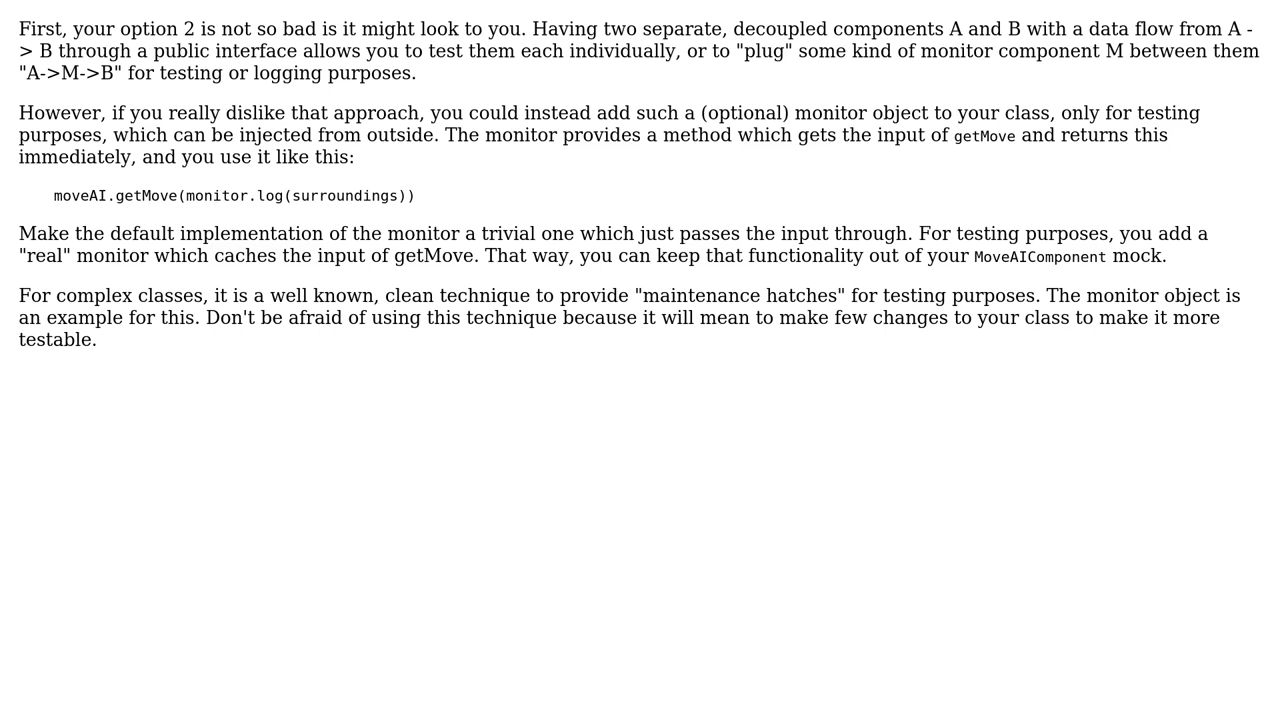 First, your option 2 is not so bad is it might look to you. Having two separate, decoupled components A and B with a data flow from A -
> B through a public interface allows you to test them each individually, or to "plug" some kind of monitor component M between them
"A->M->B" for testing or logging purposes.
However, if you really dislike that approach, you could instead add such a (optional) monitor object to your class, only for testing
purposes, which can be injected from outside. The monitor provides a method which gets the input of getMove and returns this
immediately, and you use it like this:
moveAI.getMove(monitor.log(surroundings))
Make the default implementation of the monitor a trivial one which just passes the input through. For testing purposes, you add a
"real" monitor which caches the input of getMove. That way, you can keep that functionality out of your MoveAIComponent mock.
For complex classes, it is a well known, clean technique to provide "maintenance hatches" for testing purposes. The monitor object is
an example for this. Don't be afraid of using this technique because it will mean to make few changes to your class to make it more
testable.